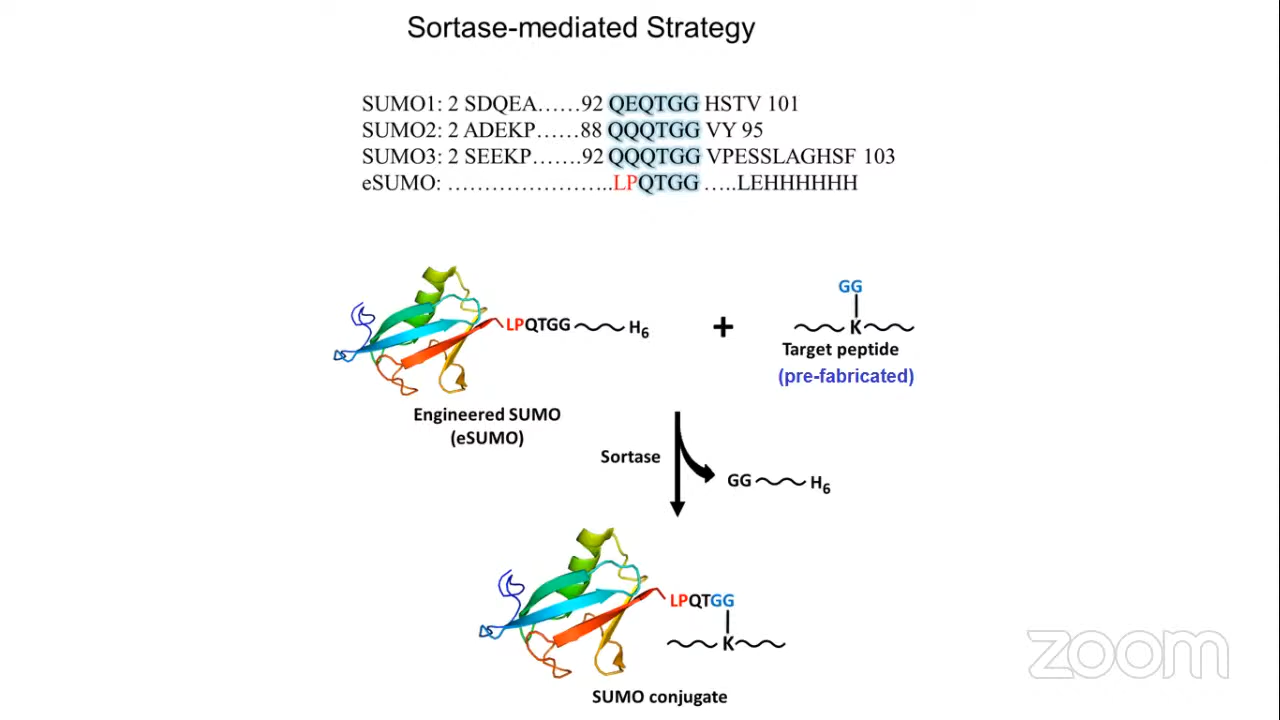 Sortase-mediated Strategy
SUMO1: 2 SDQEA……92 QEQTGG HSTV 101
SUMO2: 2 ADEKP……88 QQQTGG VY 95
SUMO3: 2 SEEKP…….92 QQQTGG VPESSLAGHSF 103
eSUMO: …………………..LPQTGG …..LEHHHHHH
GG
LPQTGG H6 + K
Target peptide
(pre-fabricated)
Engineered SUMO
(eSUMO)
Sortase
GG H6
LPQTGG
K
SUMO conjugate
zoom